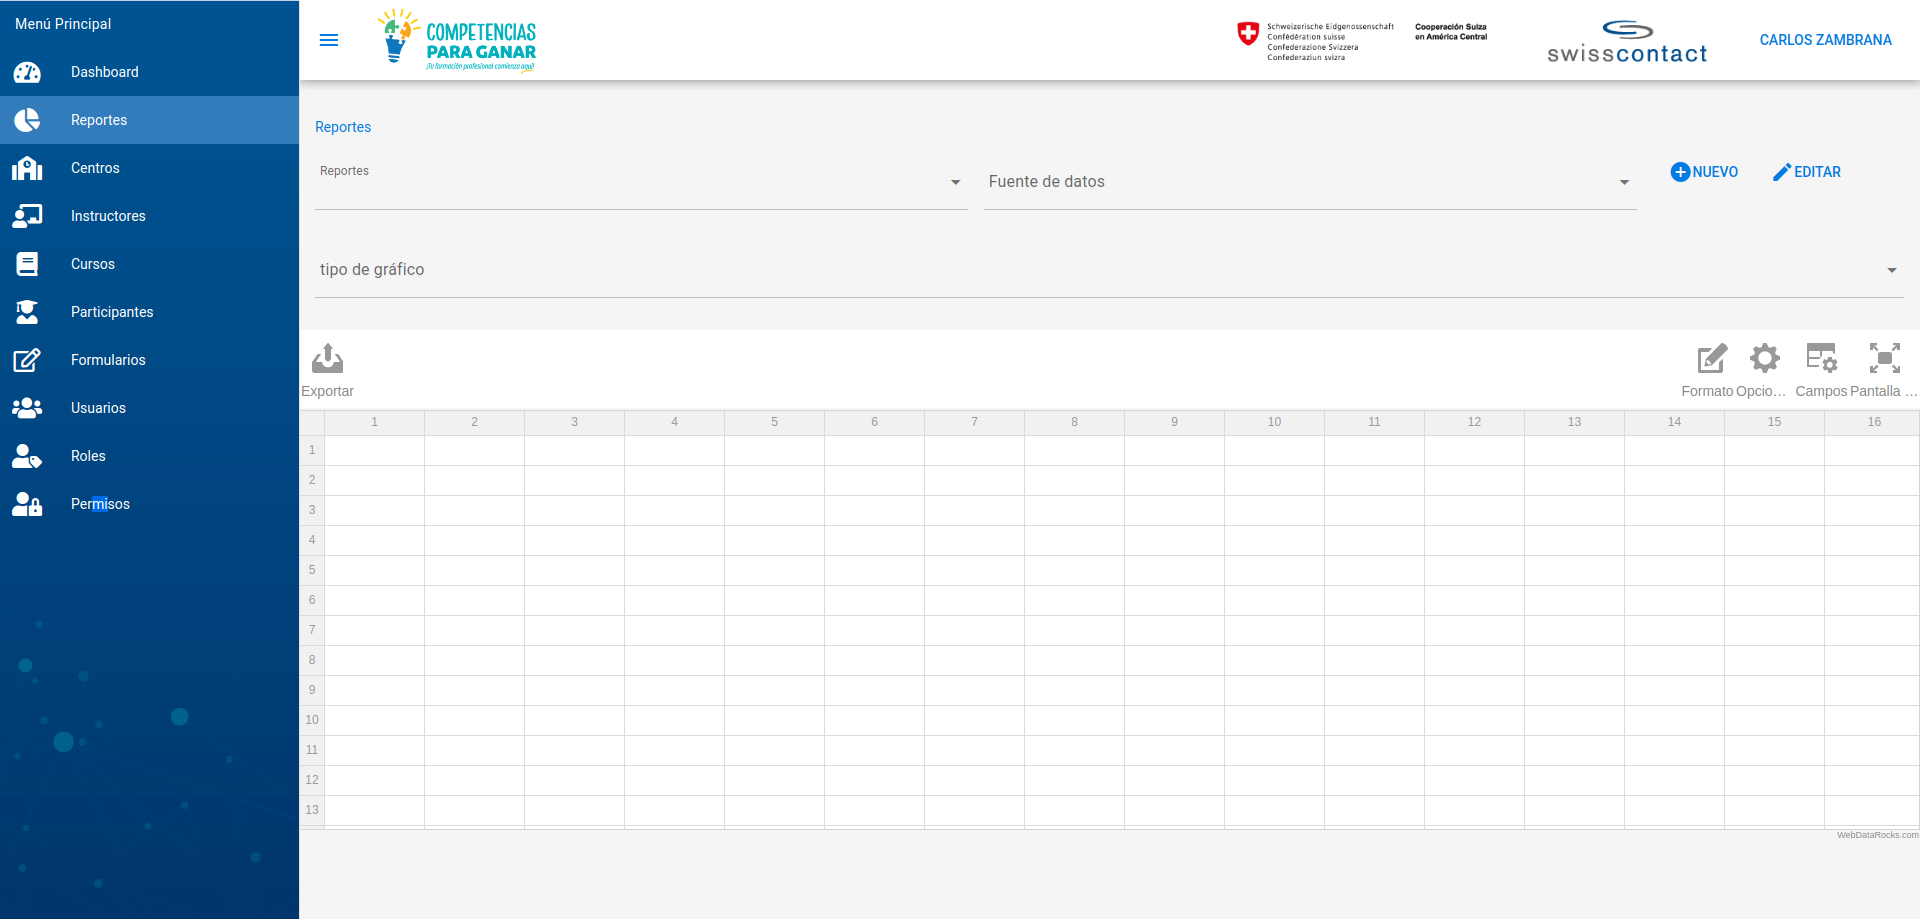 Menú Principal
Dashboard
Reportes
Centros
Instructores
Cursos
Participantes
Formularios
Usuarios
Roles
Permisos
COMPETENCIAS
PARA GANAR
¡Tu formación profesional comienza aquí!
Schweizerische Eidgenossenschaft
Confédération suisse
Confederazione Svizzera
Confederaziun svizra
Cooperación Suiza
en América Central
swisscontact
CARLOS ZAMBRANA
Reportes
Reportes
Fuente de datos
NUEVO
EDITAR
tipo de gráfico
Exportar
Formato
Opcio...
Campos
Pantalla ...
1 2 3 4 5 6 7 8 9 10 11 12 13 14 15 16
1
2
3
4
5
6
7
8
9
10
11
12
13
WebDataRocks.com